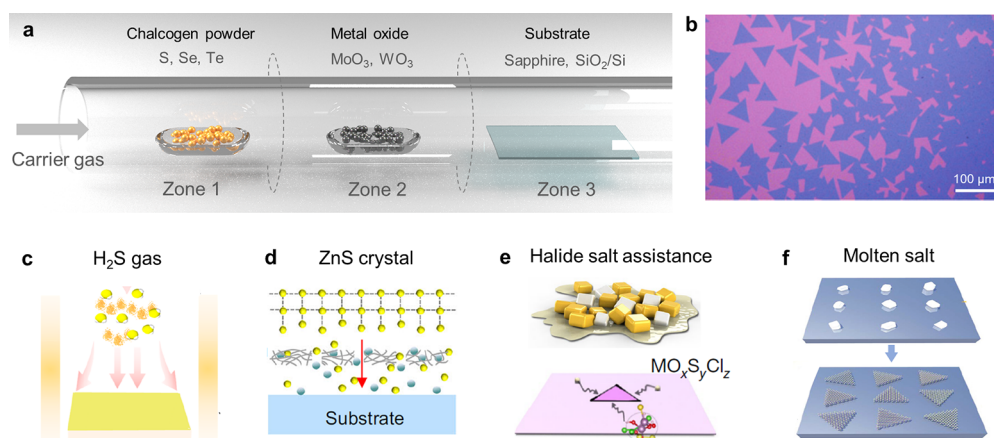 a
Chalcogen powder
S, Se, Te
Metal oxide
MoO₃, WO₃
Substrate
Sapphire, SiO₂/Si
Carrier gas
Zone 1
Zone 2
Zone 3
b
100 μm
c
H₂S gas
d
ZnS crystal
Substrate
e
Halide salt assistance
MOₓSᵧCl_z
f
Molten salt